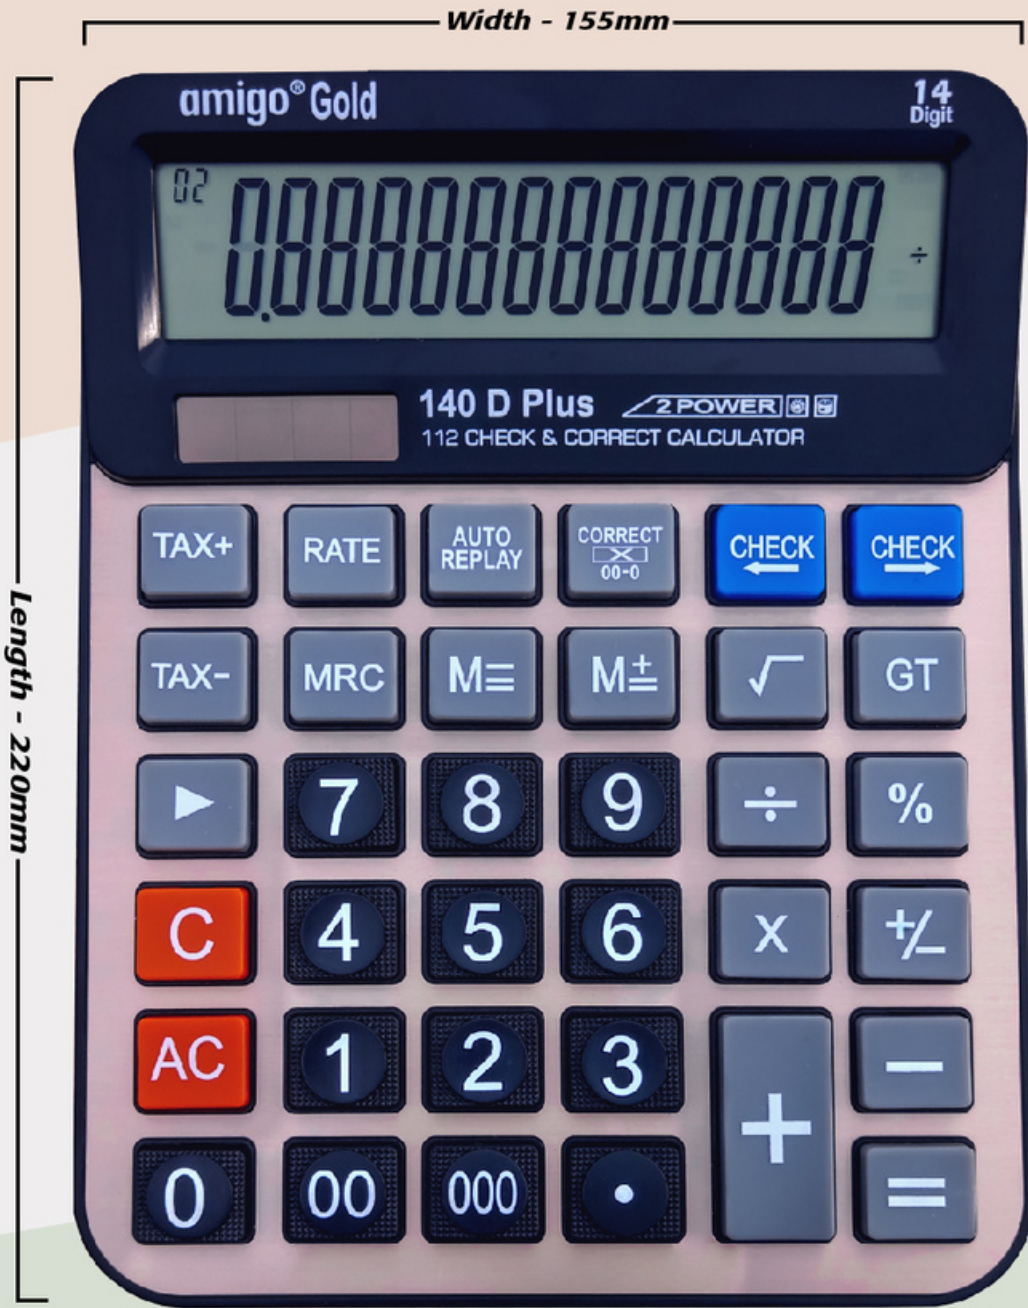 Width - 155mm
amigo® Gold
14
Digit
02
0.8888888888888
÷
140 D Plus
2 POWER
112 CHECK & CORRECT CALCULATOR
TAX+ RATE AUTO REPLAY CORRECT X 00-0 CHECK ← CHECK →
TAX- MRC M= M± √ GT
▶ 7 8 9 ÷ %
C 4 5 6 X +/-
AC 1 2 3 + −
0 00 000 • =
Length - 220mm